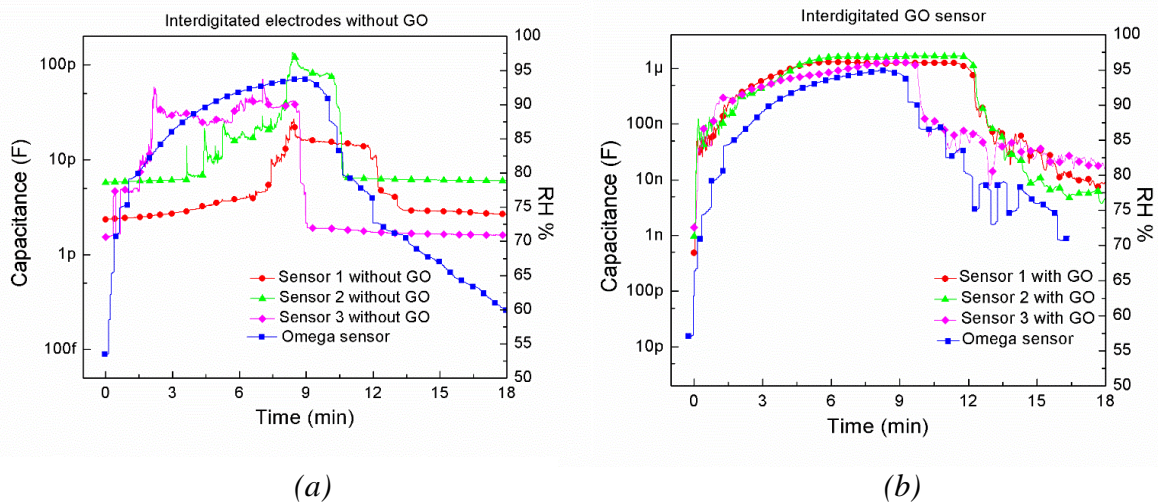 Interdigitated electrodes without GO
100p
10p
1p
100f
Capacitance (F)
100
95
90
85
80
75
70
65
60
55
50
RH %
Sensor 1 without GO
Sensor 2 without GO
Sensor 3 without GO
Omega sensor
0 3 6 9 12 15 18
Time (min)
(a)
Interdigitated GO sensor
1µ
100n
10n
1n
100p
10p
Capacitance (F)
100
95
90
85
80
75
70
65
60
55
50
RH %
Sensor 1 with GO
Sensor 2 with GO
Sensor 3 with GO
Omega sensor
0 3 6 9 12 15 18
Time (min)
(b)